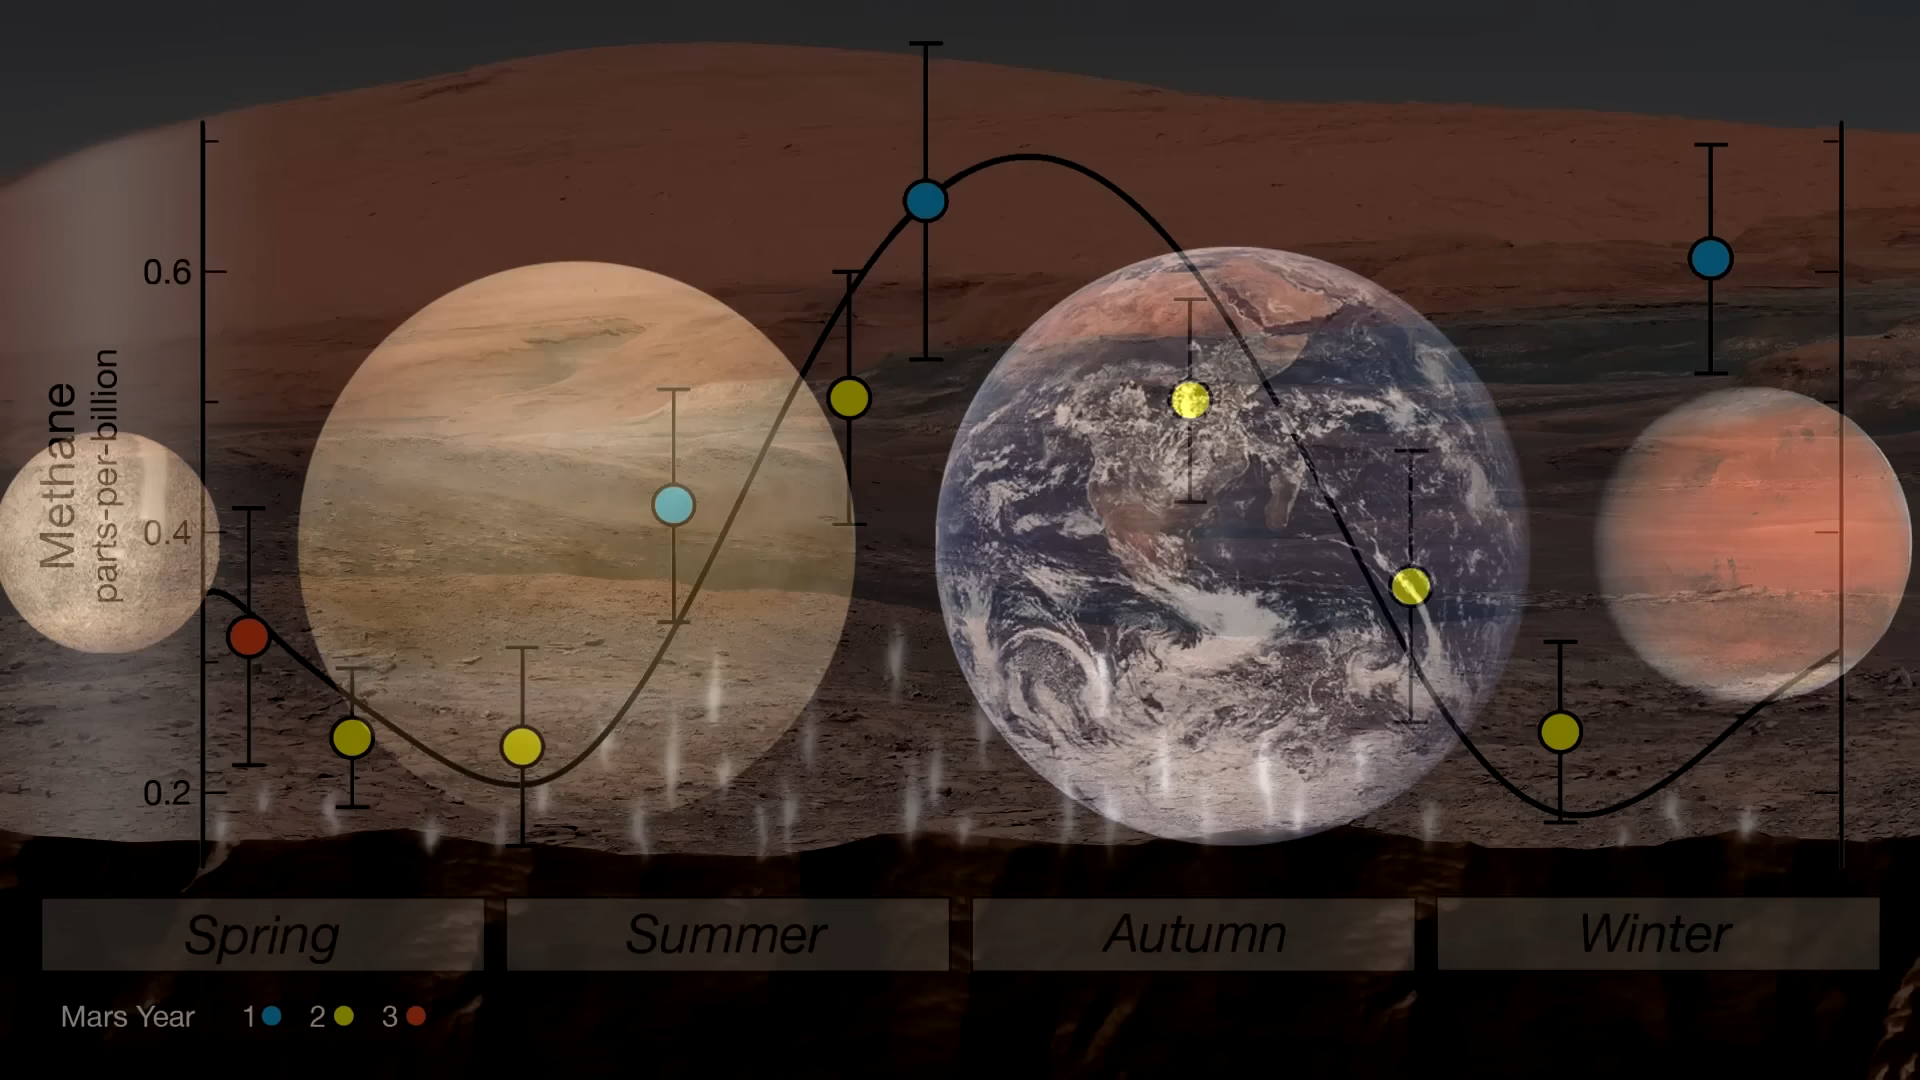 Methane
parts-per-billion
0.6
0.4
0.2
Spring Summer Autumn Winter
Mars Year 1 2 3